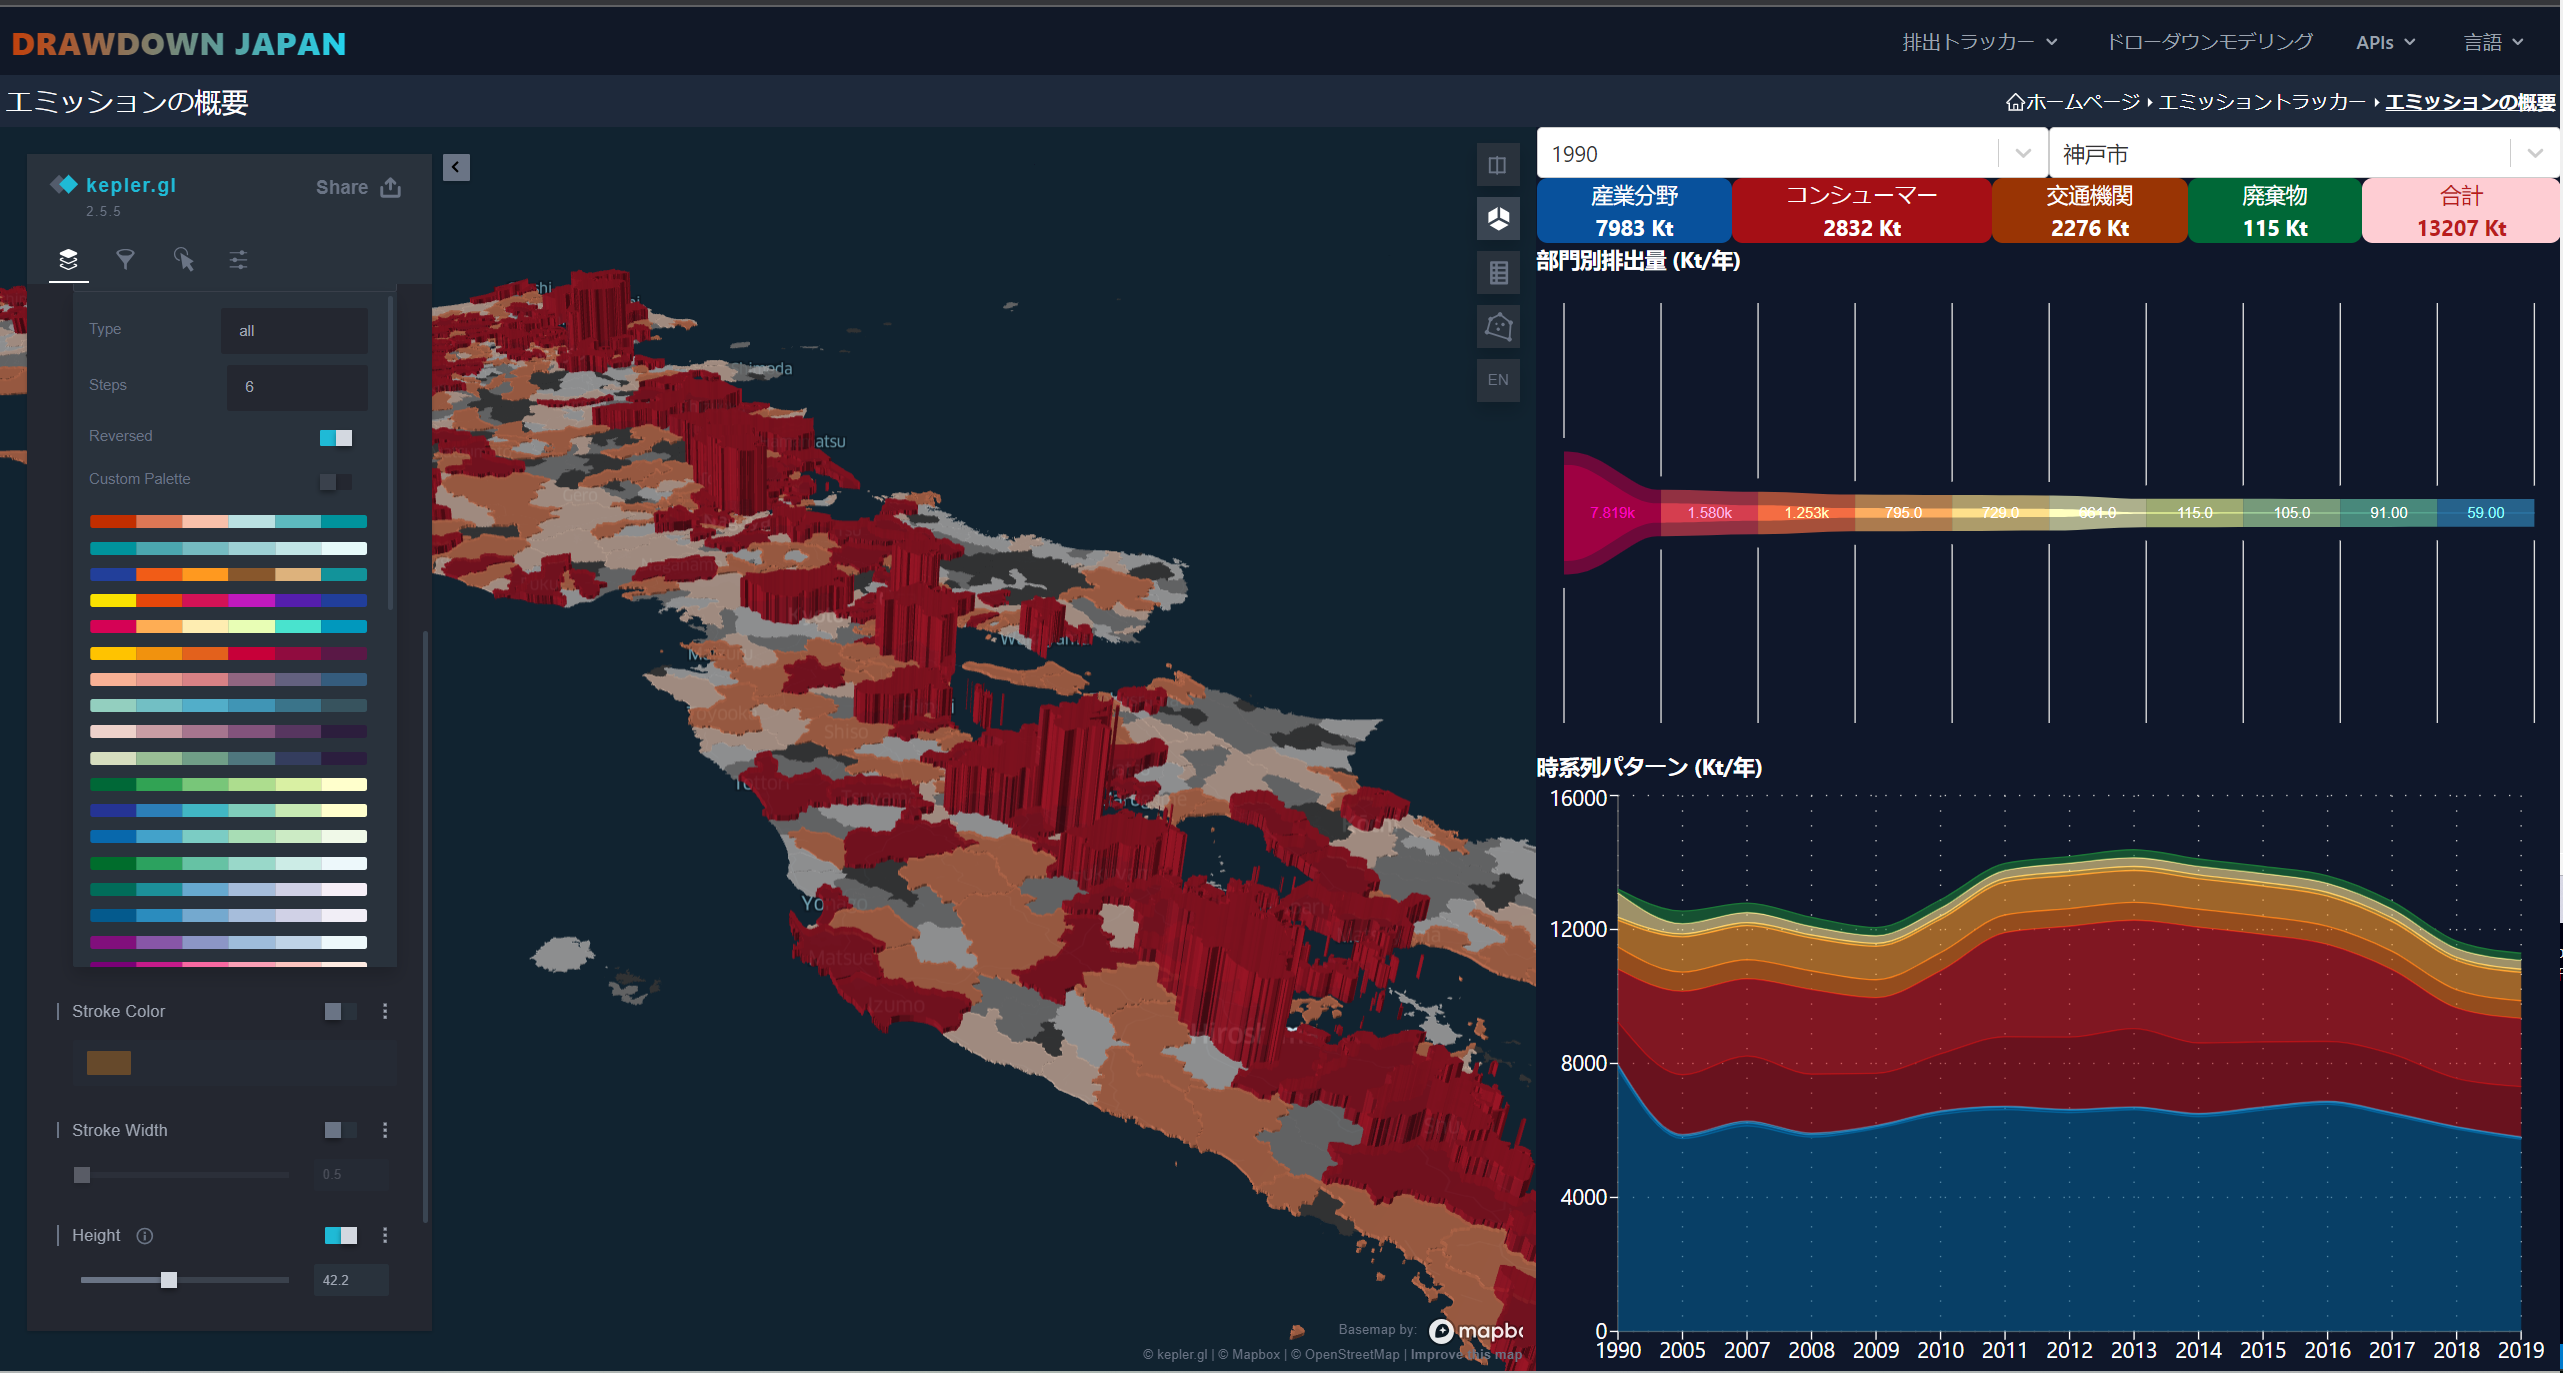 DRAWDOWN JAPAN
排出トラッカー
ドローダウンモデリング
APIs
言語
エミッションの概要
ホームページ
エミッショントラッカー
エミッションの概要
kepler.gl
2.5.5
Share
Type
all
Steps
6
Reversed
Custom Palette
Stroke Color
Stroke Width
0.5
Height
42.2
EN
Shiso
Tottori
Matsue
Izumo
Basemap by:
© kepler.gl | © Mapbox | © OpenStreetMap | Improve this map
1990
神戸市
産業分野
7983 Kt
コンシューマー
2832 Kt
交通機関
2276 Kt
廃棄物
115 Kt
合計
13207 Kt
部門別排出量 (Kt/年)
7.819k
1.580k
1.253k
795.0
729.0
115.0
105.0
91.00
59.00
時系列パターン (Kt/年)
16000
12000
8000
4000
0
1990 2005 2007 2008 2009 2010 2011 2012 2013 2014 2015 2016 2017 2018 2019